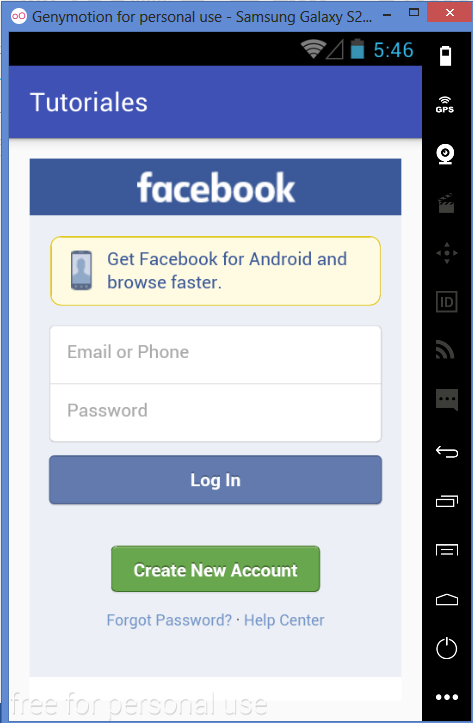 Genymotion for personal use - Samsung Galaxy S2...
5:46
GPS
Tutoriales
ID
facebook
Get Facebook for Android and
browse faster.
Email or Phone
Password
Log In
Create New Account
Forgot Password? · Help Center
free for personal use